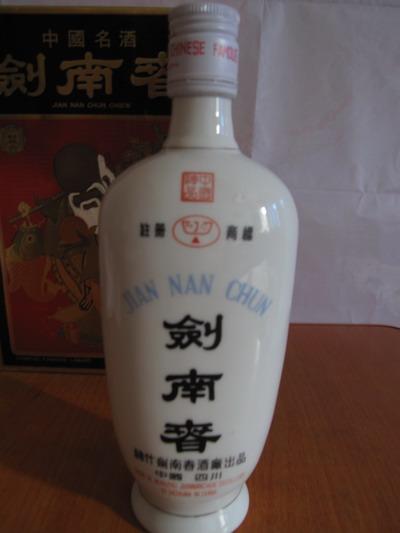 中國名酒
劍南春
JIAN NAN CHUN CHIEW
CHINESE FAMOUS
註册 商標
JIAN NAN CHUN
劍
南
春
綿竹劍南春酒廠出品
中國 四川